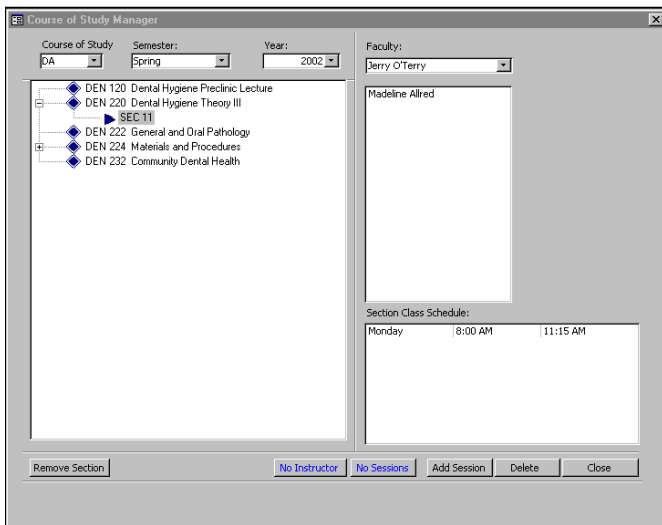 Course of Study Manager
Course of Study Semester: Year:
DA Spring 2002
DEN 120 Dental Hygiene Preclinic Lecture
DEN 220 Dental Hygiene Theory III
SEC 11
DEN 222 General and Oral Pathology
DEN 224 Materials and Procedures
DEN 232 Community Dental Health
Faculty:
Jerry O'Terry
Madeline Allred
Section Class Schedule:
Monday 8:00 AM 11:15 AM
Remove Section No Instructor No Sessions Add Session Delete Close